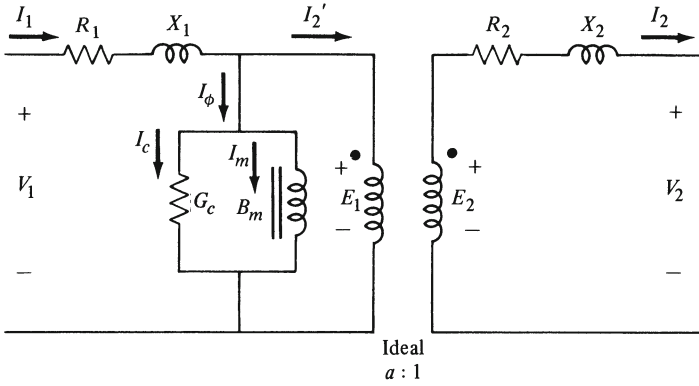 I1 R1 X1 I2′ R2 X2 I2
Iϕ
+ Ic Im + + +
V1 Gc Bm E1 E2 V2
− − − −
Ideal
a : 1